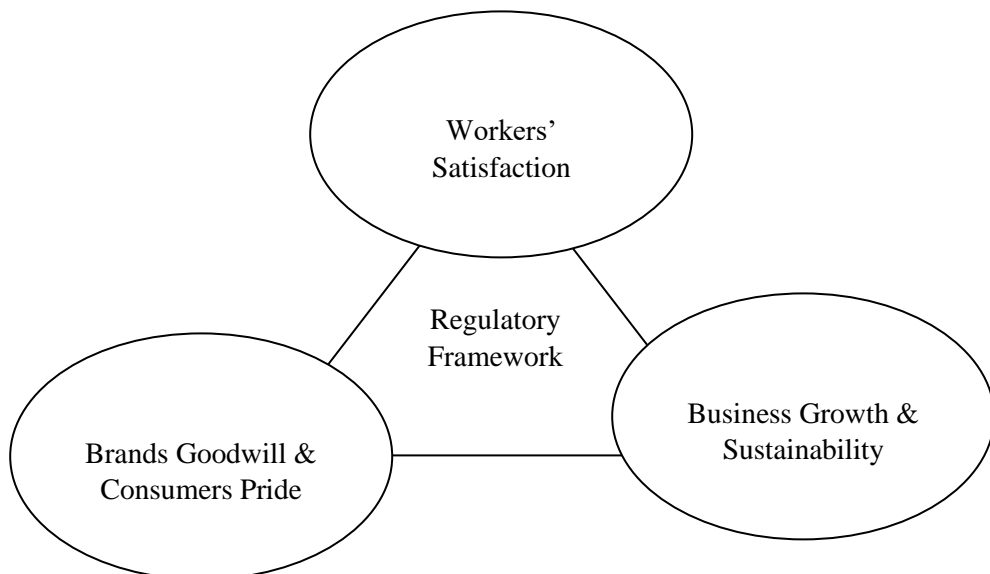 Workers’
Satisfaction
Regulatory
Framework
Business Growth &
Sustainability
Brands Goodwill &
Consumers Pride